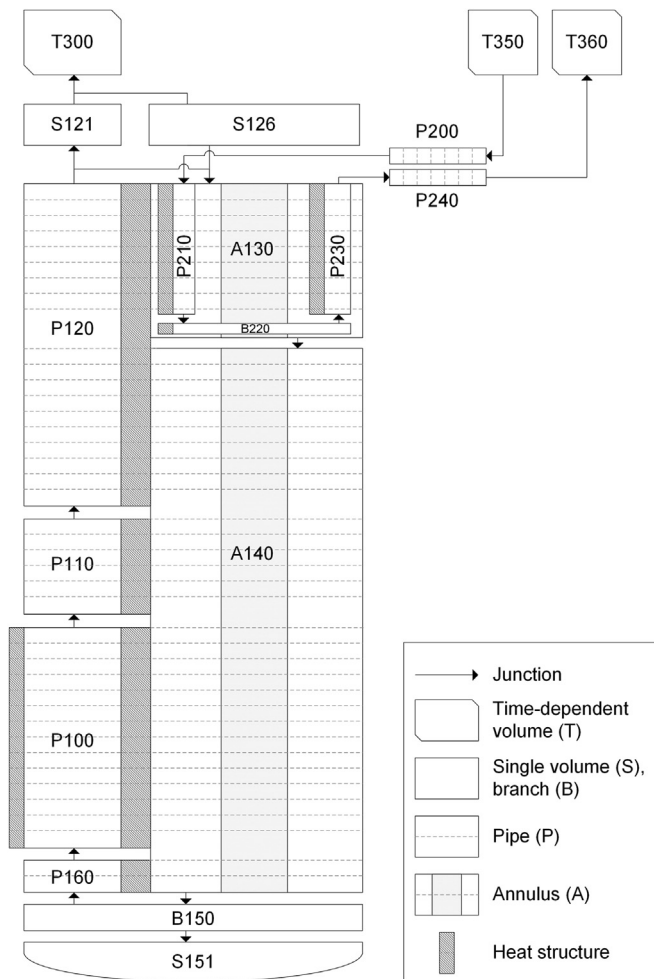 T300
T350
T360
S121
S126
P200
P240
P210
A130
P230
P120
B220
P110
A140
P100
P160
B150
S151
Junction
Time-dependent
volume (T)
Single volume (S),
branch (B)
Pipe (P)
Annulus (A)
Heat structure